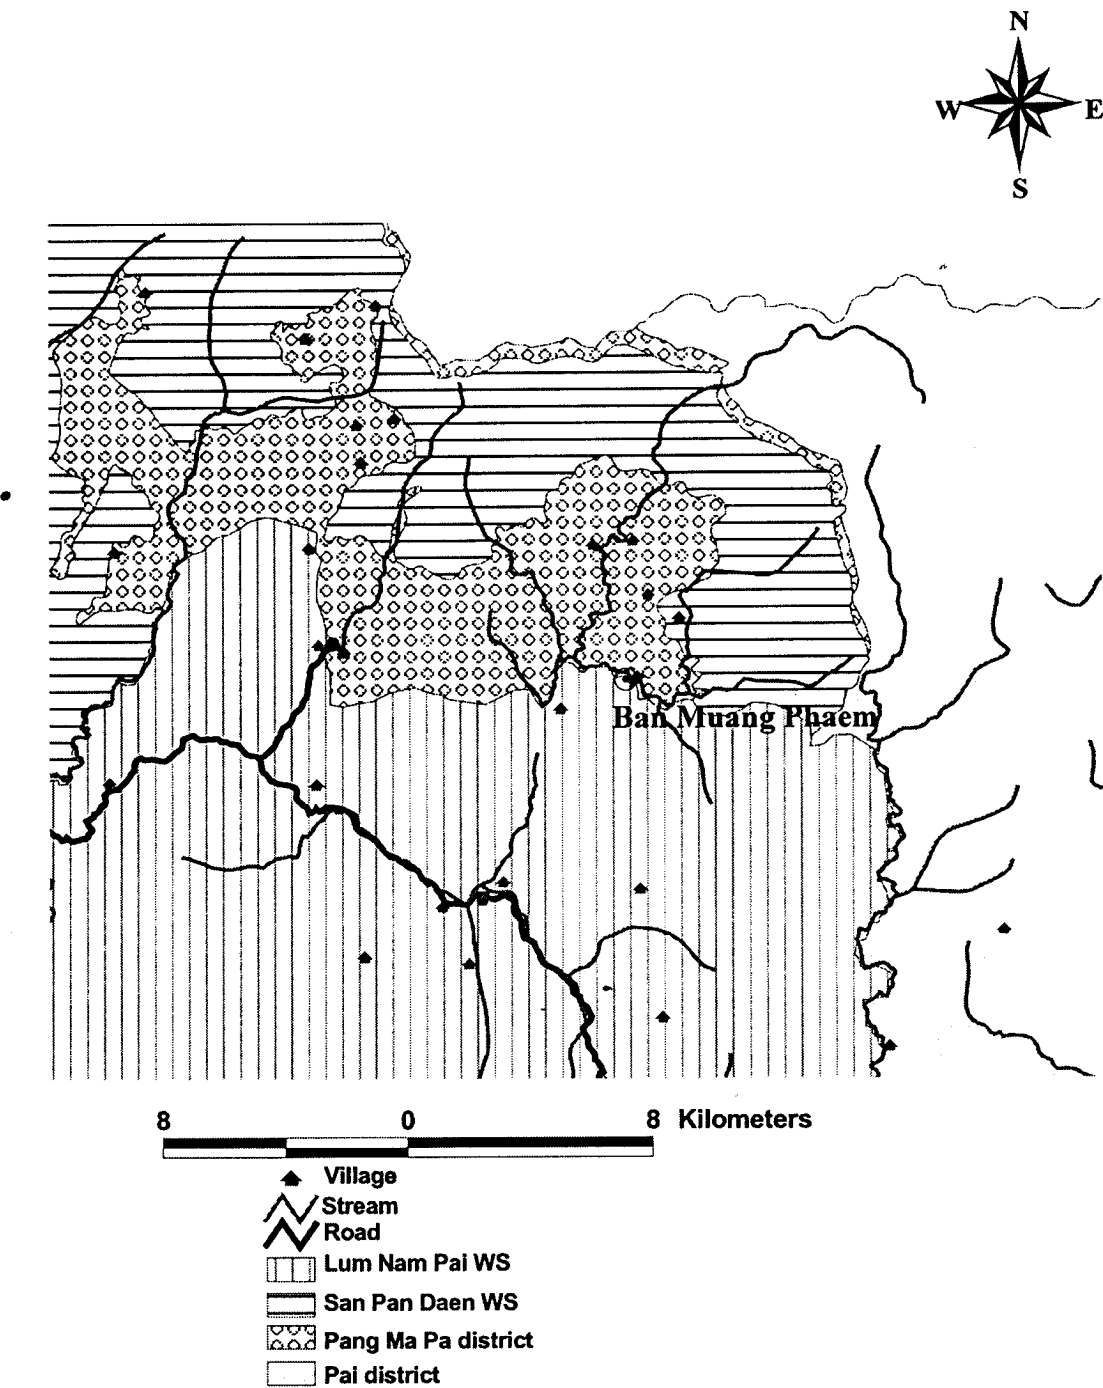 N
W E
S
Ban Muang Phaem
8 0 8 Kilometers
Village
Stream
Road
Lum Nam Pai WS
San Pan Daen WS
Pang Ma Pa district
Pai district